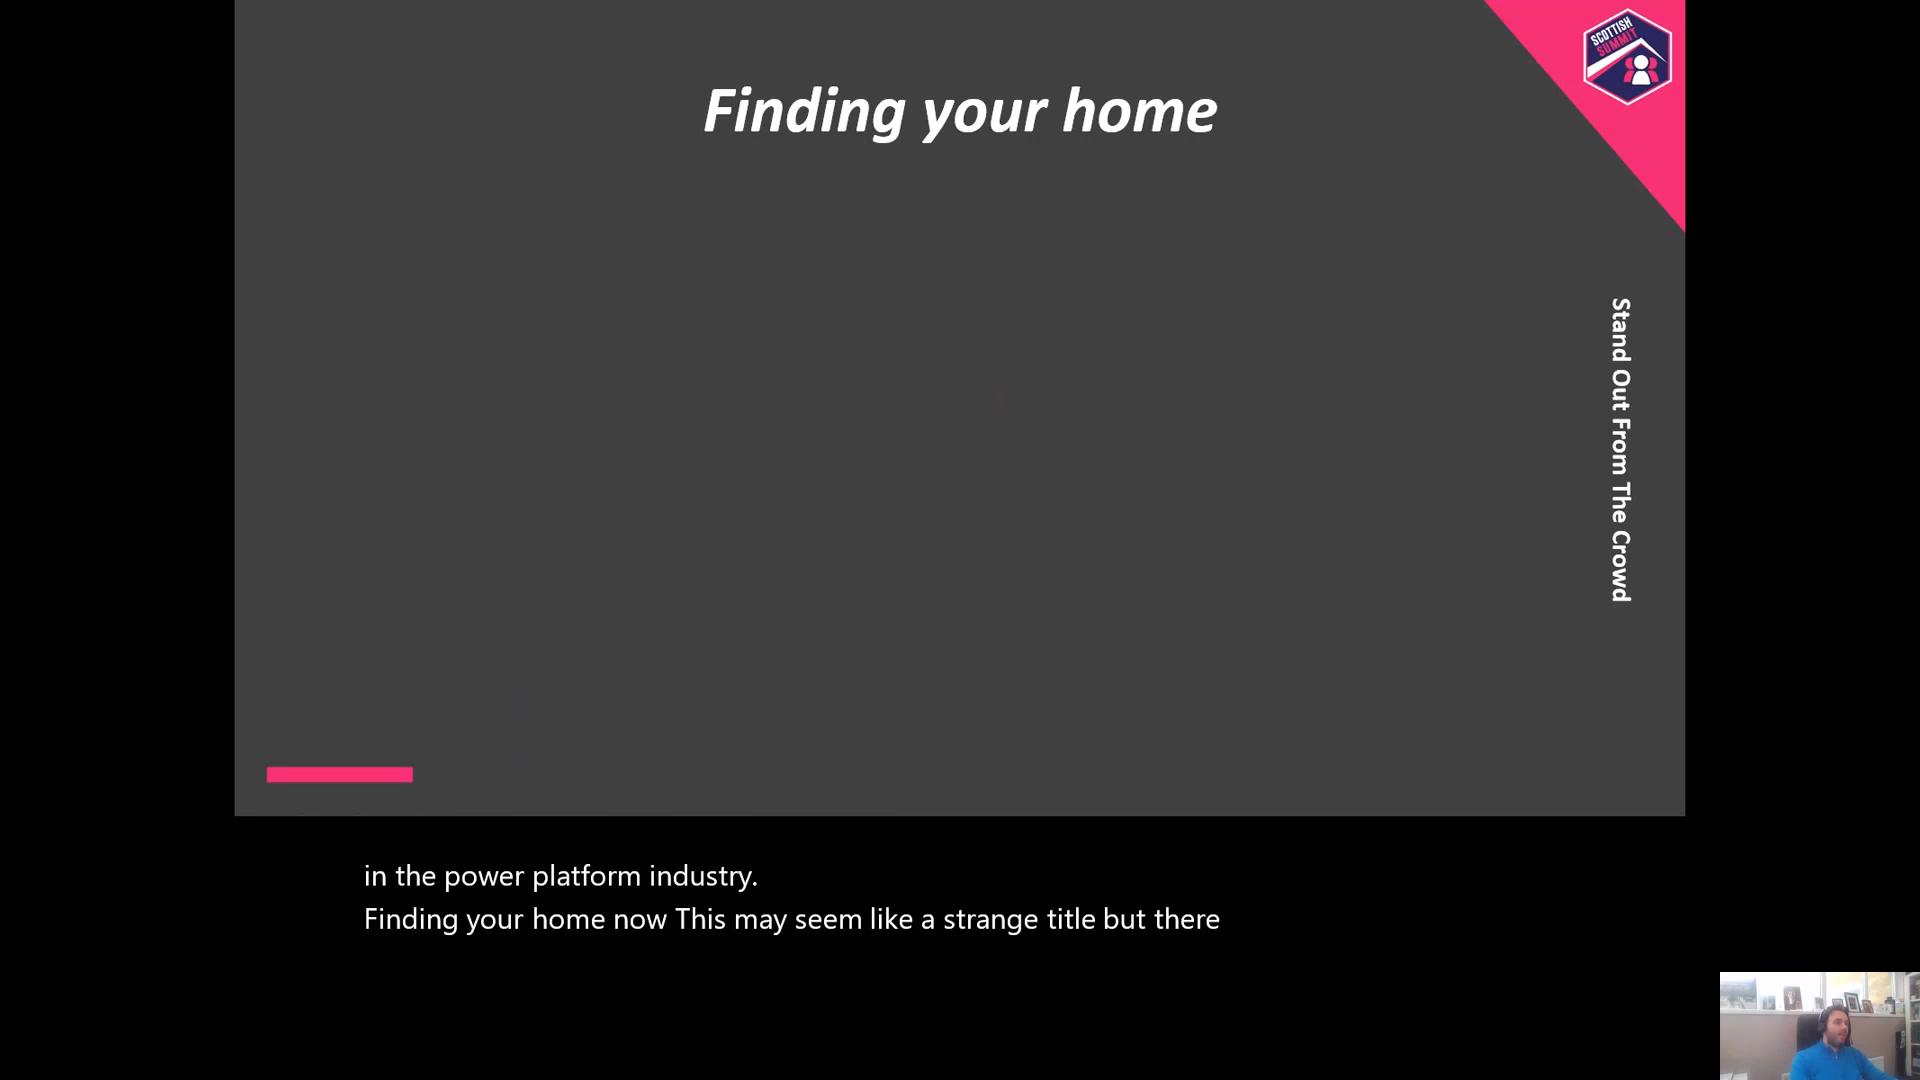 SCOTTISH
SUMMIT
Finding your home
Stand Out From The Crowd
in the power platform industry.
Finding your home now This may seem like a strange title but there